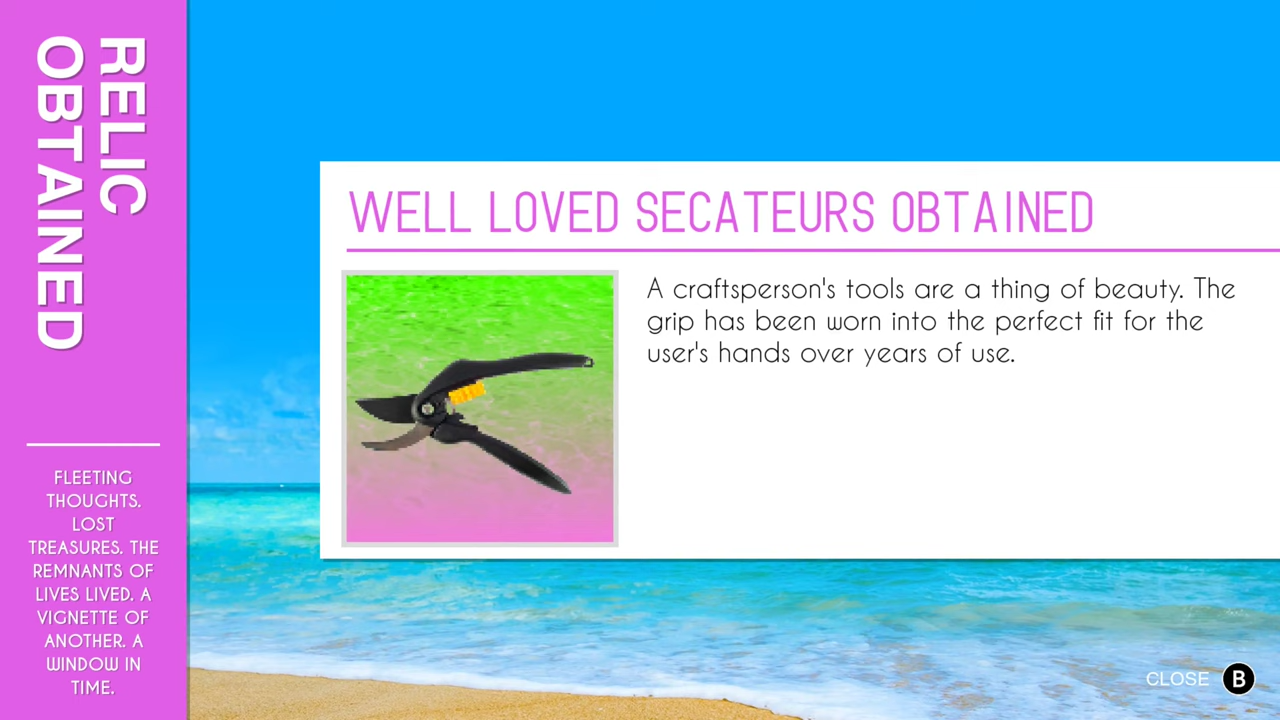 RELIC
OBTAINED
FLEETING
THOUGHTS.
LOST
TREASURES. THE
REMNANTS OF
LIVES LIVED. A
VIGNETTE OF
ANOTHER. A
WINDOW IN
TIME.
WELL LOVED SECATEURS OBTAINED
A craftsperson's tools are a thing of beauty. The
grip has been worn into the perfect fit for the
user's hands over years of use.
CLOSE B